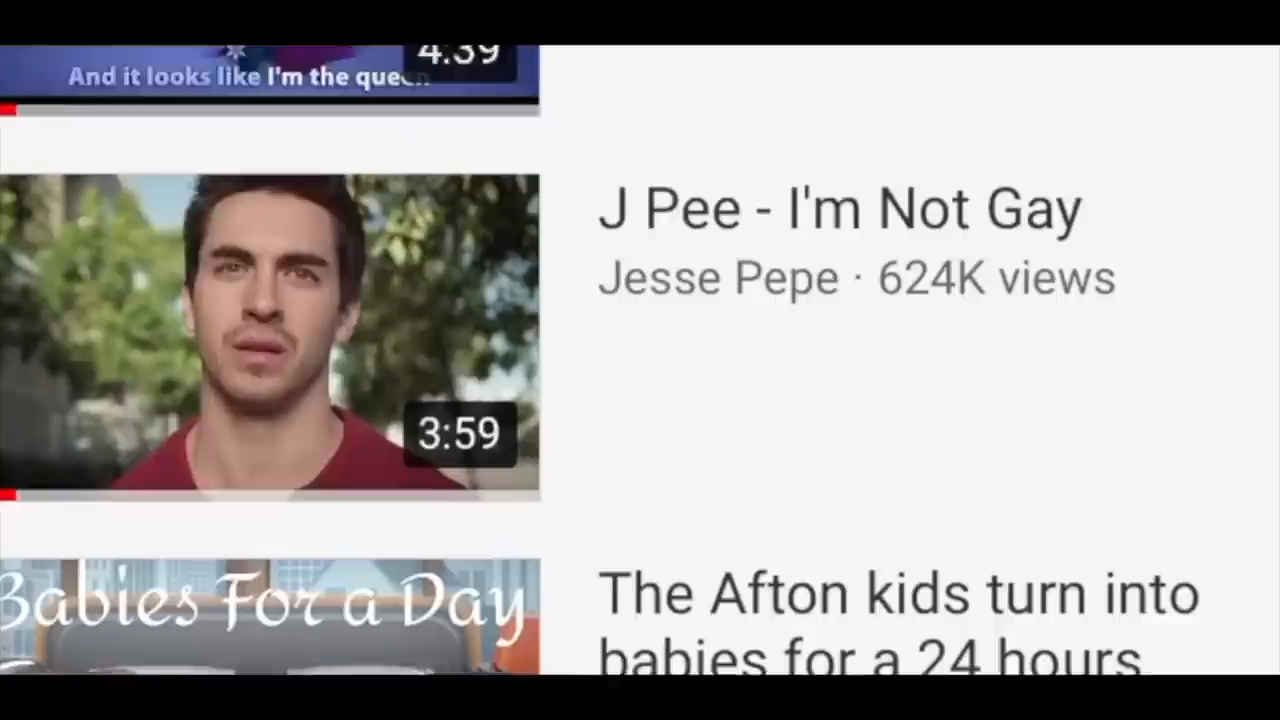 4:39
And it looks like I'm the queen
J Pee - I'm Not Gay
Jesse Pepe · 624K views
3:59
Babies For a Day
The Afton kids turn into
babies for a 24 hours